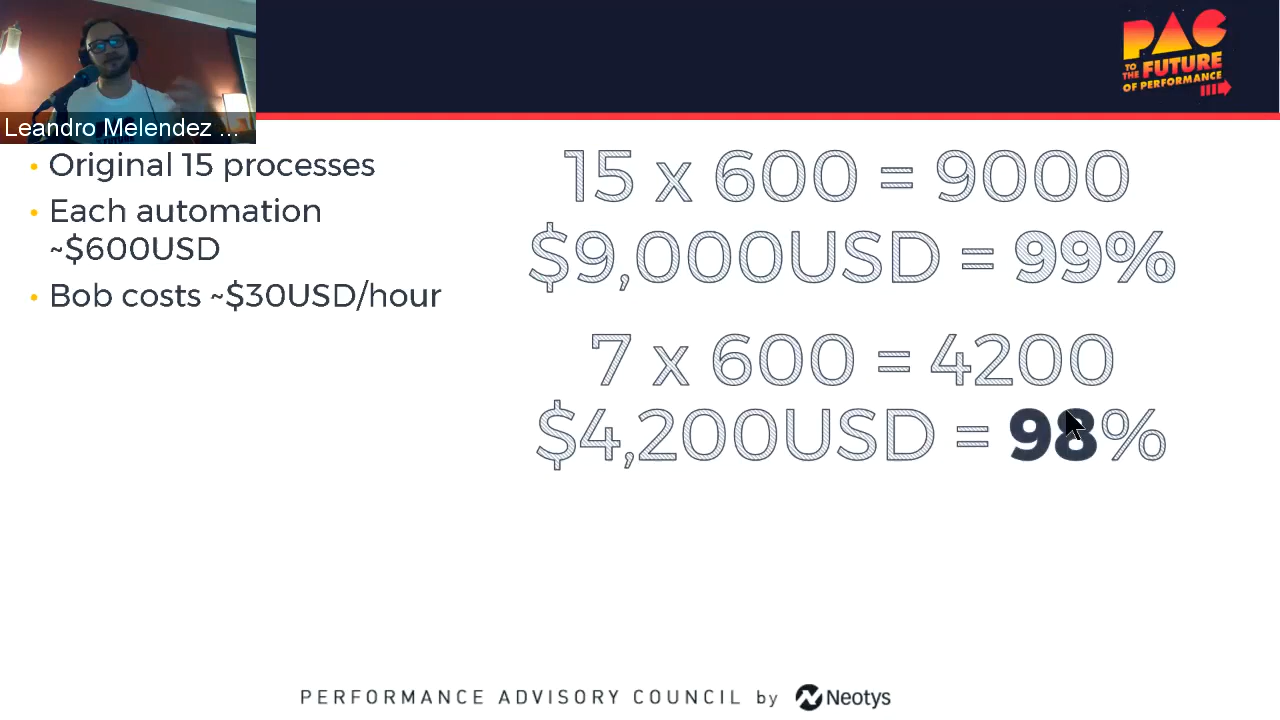 PAC
TO THE FUTURE
OF PERFORMANCE
Leandro Melendez ...
• Original 15 processes
• Each automation
~$600USD
• Bob costs ~$30USD/hour
15 x 600 = 9000
$9,000USD = 99%
7 x 600 = 4200
$4,200USD = 98%
PERFORMANCE ADVISORY COUNCIL by Neotys